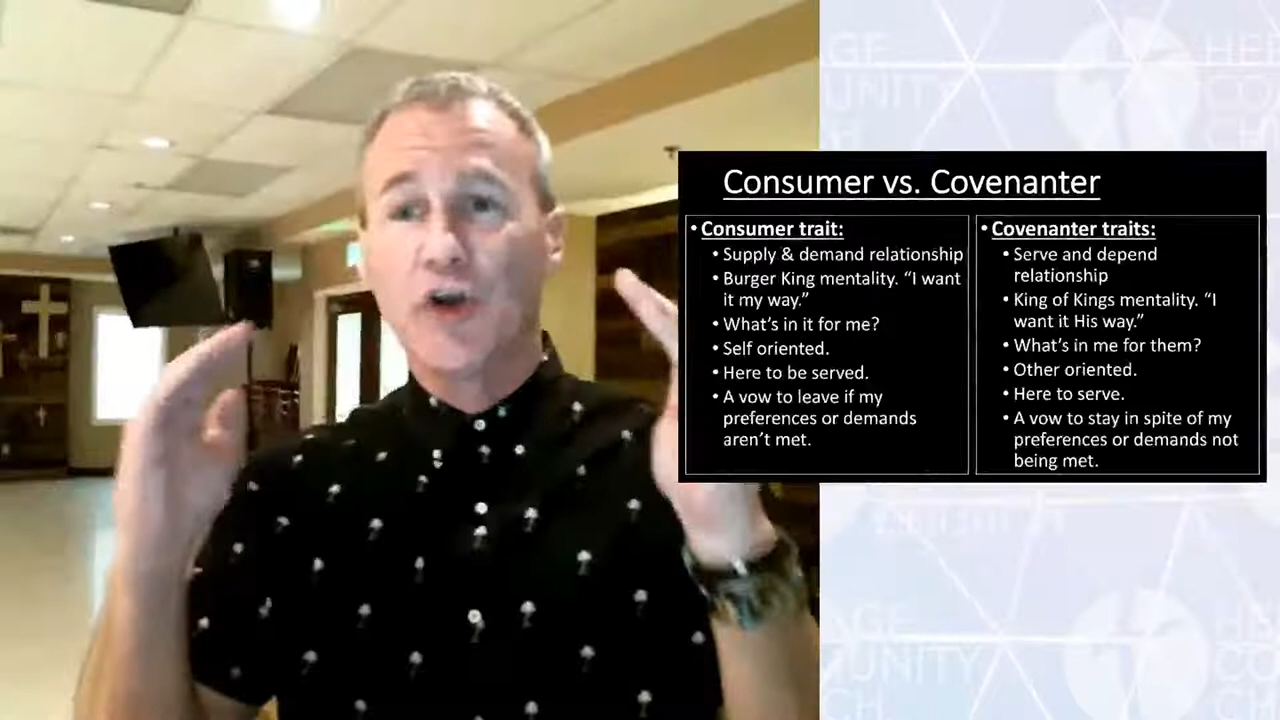 Consumer vs. Covenanter
• Consumer trait:
• Supply & demand relationship
• Burger King mentality. “I want
it my way.”
• What’s in it for me?
• Self oriented.
• Here to be served.
• A vow to leave if my
preferences or demands
aren’t met.
• Covenanter traits:
• Serve and depend
relationship
• King of Kings mentality. “I
want it His way.”
• What’s in me for them?
• Other oriented.
• Here to serve.
• A vow to stay in spite of my
preferences or demands not
being met.